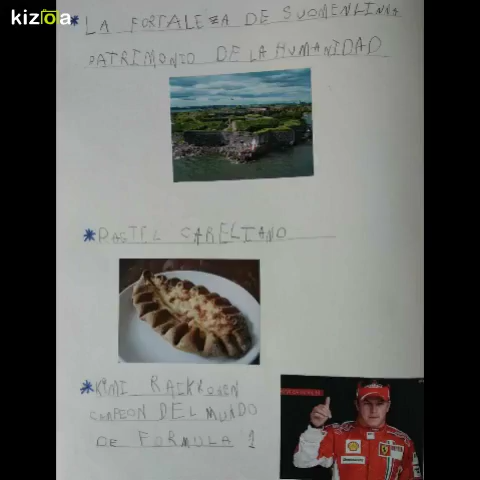 kizoa
* LA FORTALEZA DE SUOMENLINNA
PATRIMONIO DE LA HUMANIDAD
* PASTEL CARELIANO
* KIMI RAIKKONEN
CAMPEON DEL MUNDO
DE FORMULA 1